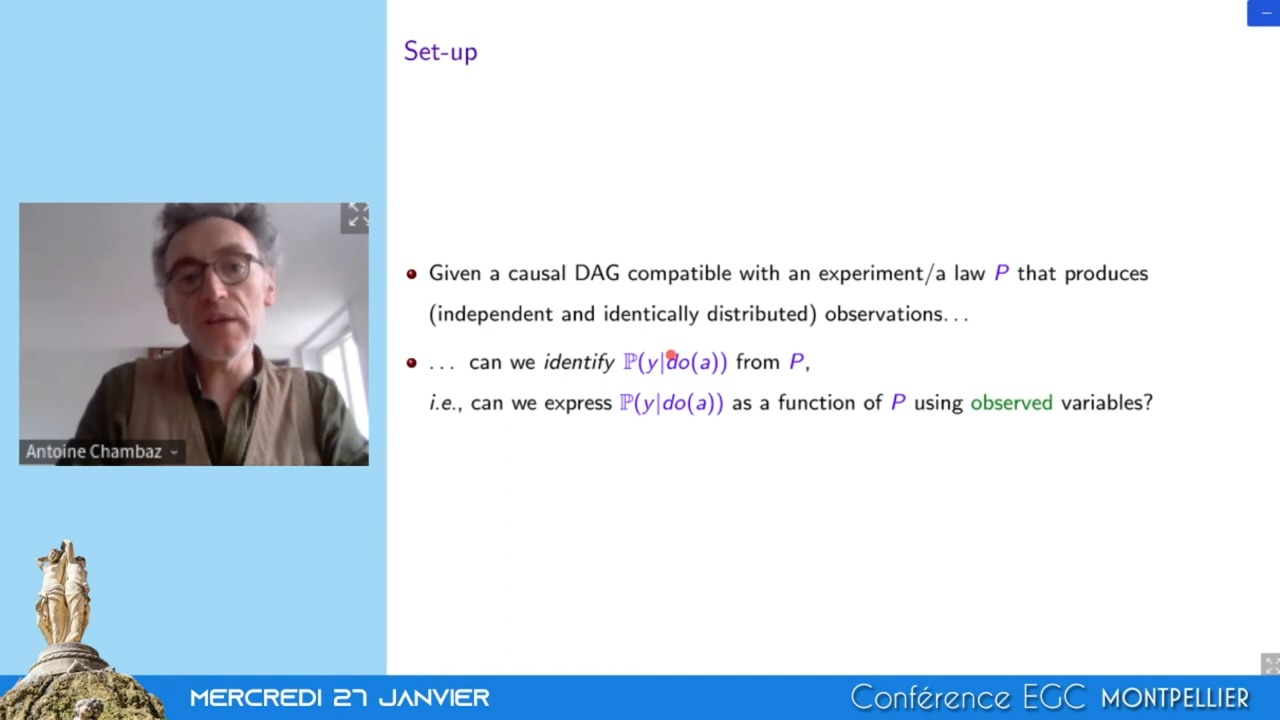 Set-up
Given a causal DAG compatible with an experiment/a law P that produces
(independent and identically distributed) observations...
... can we identify ℙ(y|do(a)) from P,
i.e., can we express ℙ(y|do(a)) as a function of P using observed variables?
Antoine Chambaz
MERCREDI 27 JANVIER
Conférence EGC MONTPELLIER